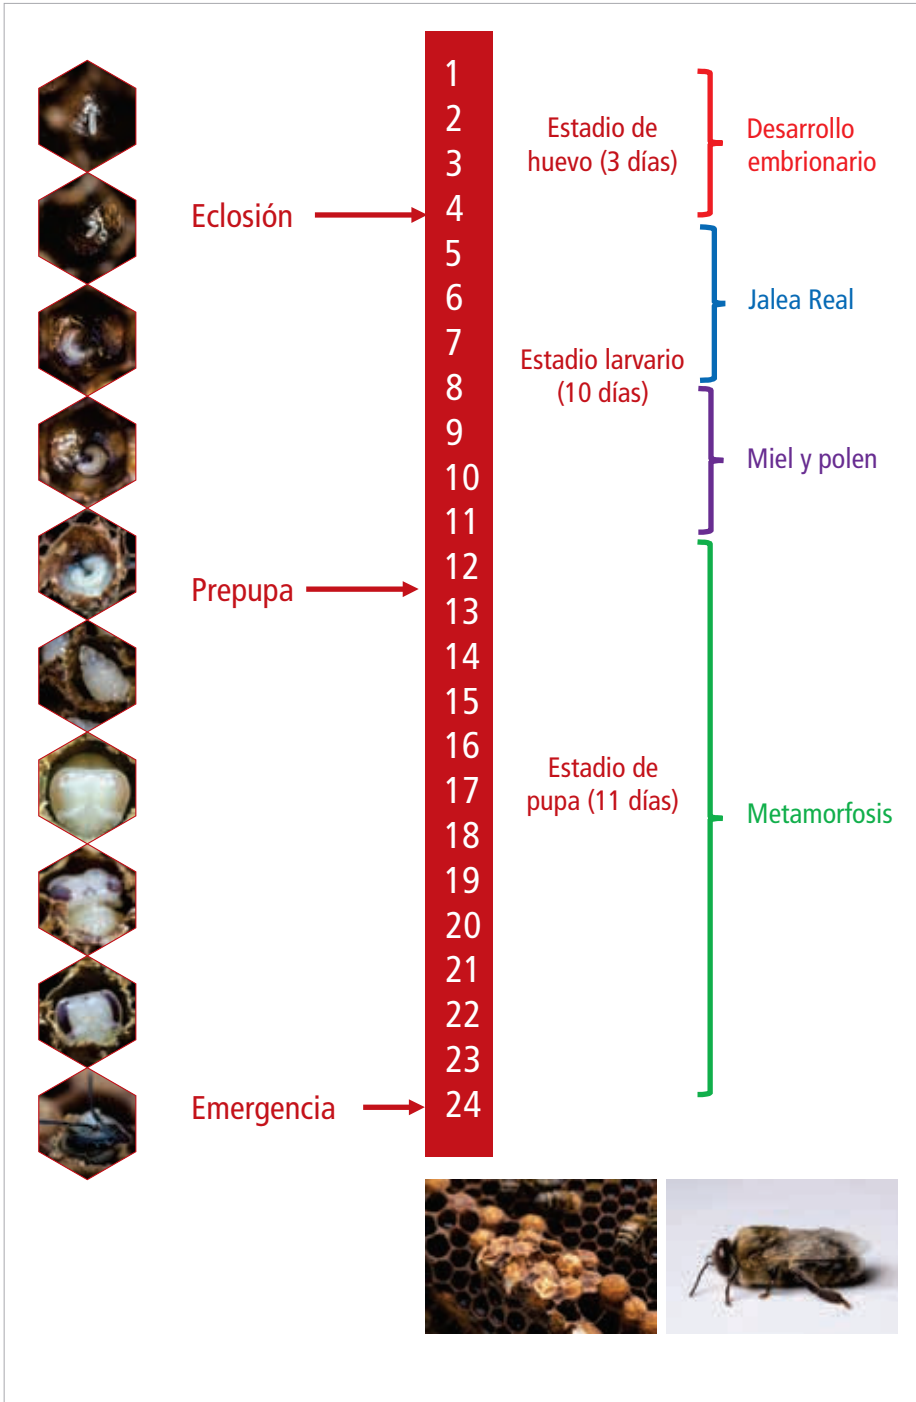 1
2
3
4
5
6
7
8
9
10
11
12
13
14
15
16
17
18
19
20
21
22
23
24
Eclosión
Prepupa
Emergencia
Estadio de
huevo (3 días)
Estadio larvario
(10 días)
Estadio de
pupa (11 días)
Desarrollo
embrionario
Jalea Real
Miel y polen
Metamorfosis